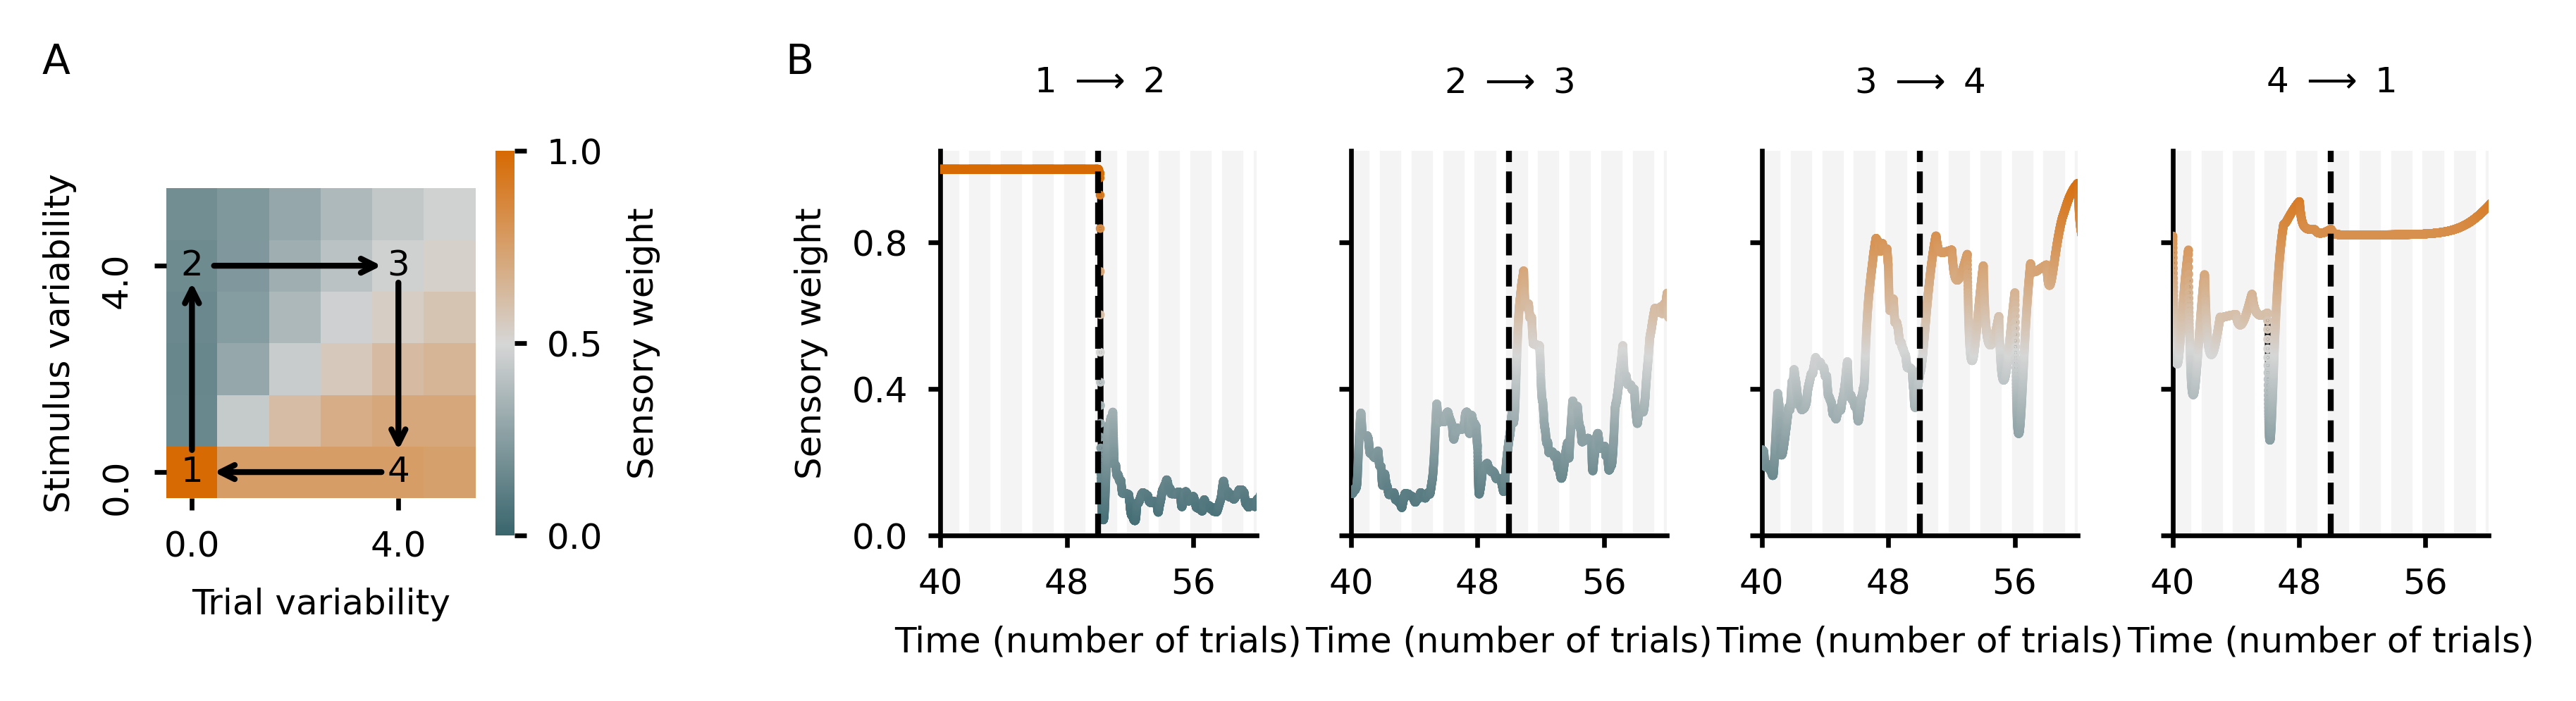 A
Stimulus variability
4.0
0.0
2
3
1
4
0.0
4.0
Trial variability
1.0
0.5
0.0
Sensory weight
B
1 ⟶ 2
2 ⟶ 3
3 ⟶ 4
4 ⟶ 1
Sensory weight
0.8
0.4
0.0
40 48 56
40 48 56
40 48 56
40 48 56
Time (number of trials)
Time (number of trials)
Time (number of trials)
Time (number of trials)